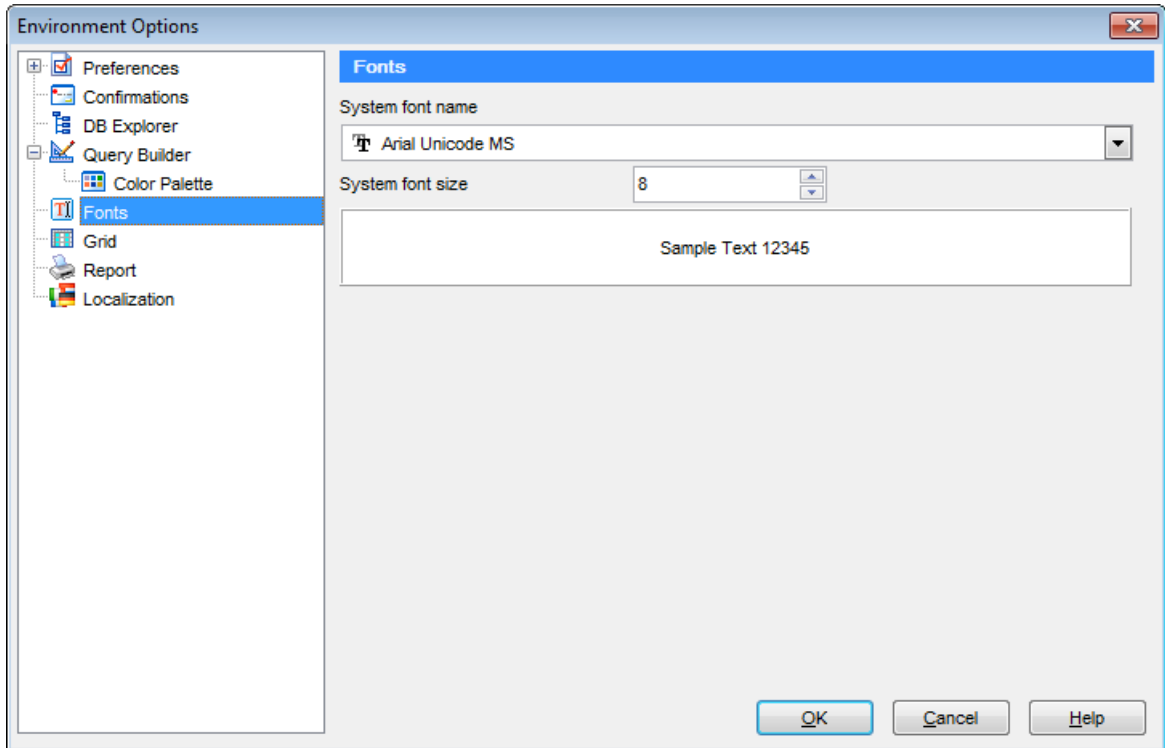 Environment Options
Preferences
Confirmations
DB Explorer
Query Builder
Color Palette
Fonts
Grid
Report
Localization
Fonts
System font name
Arial Unicode MS
System font size 8
Sample Text 12345
OK Cancel Help